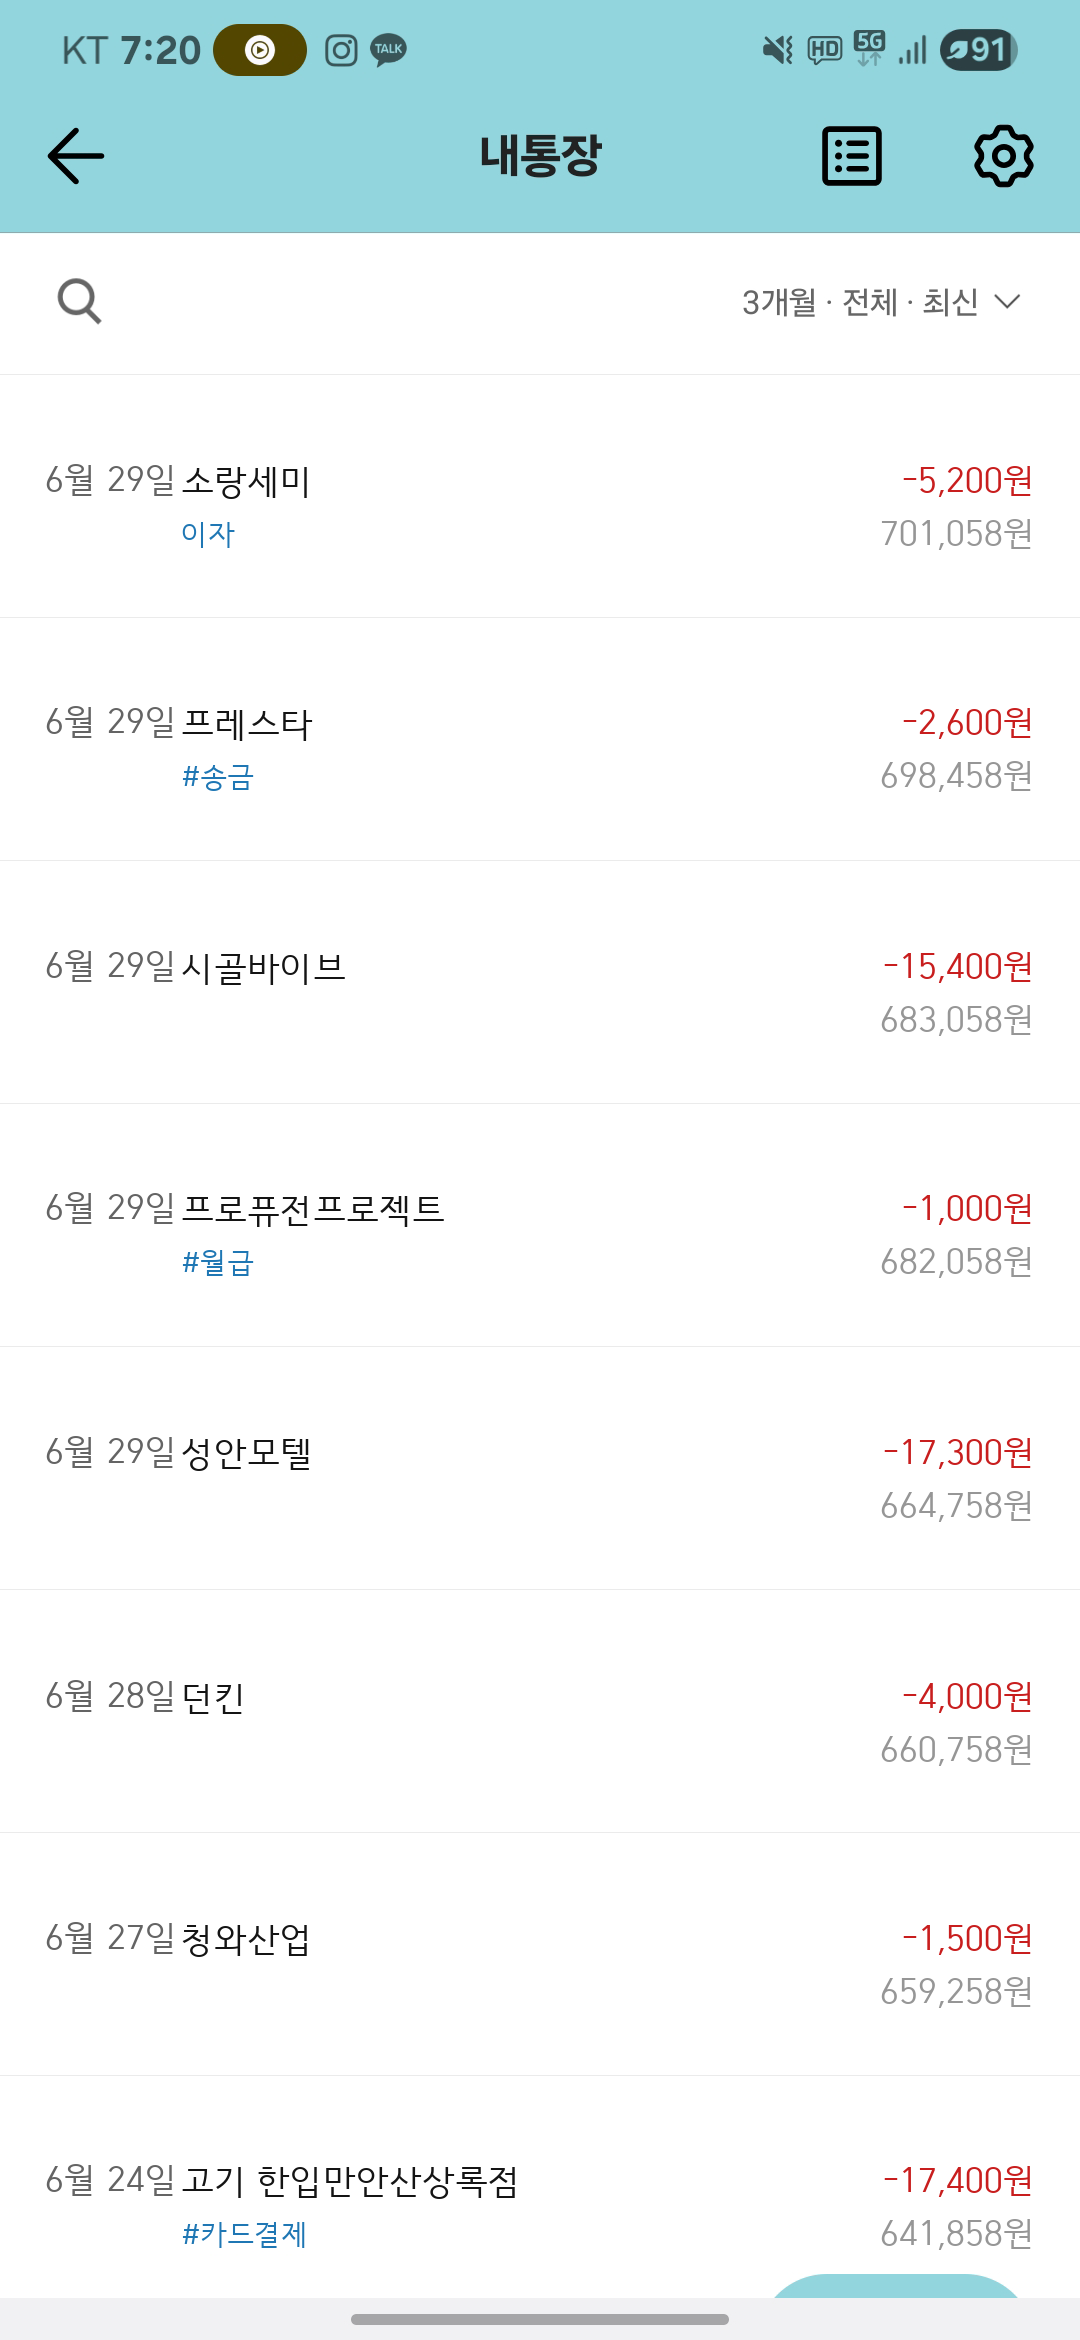 KT 7:20 TALK HD 5G 91
내통장
3개월 · 전체 · 최신
6월 29일 소랑세미 -5,200원
이자 701,058원
6월 29일 프레스타 -2,600원
#송금 698,458원
6월 29일 시골바이브 -15,400원
683,058원
6월 29일 프로퓨전프로젝트 -1,000원
#월급 682,058원
6월 29일 성안모텔 -17,300원
664,758원
6월 28일 던킨 -4,000원
660,758원
6월 27일 청와산업 -1,500원
659,258원
6월 24일 고기 한입만안산상록점 -17,400원
#카드결제 641,858원